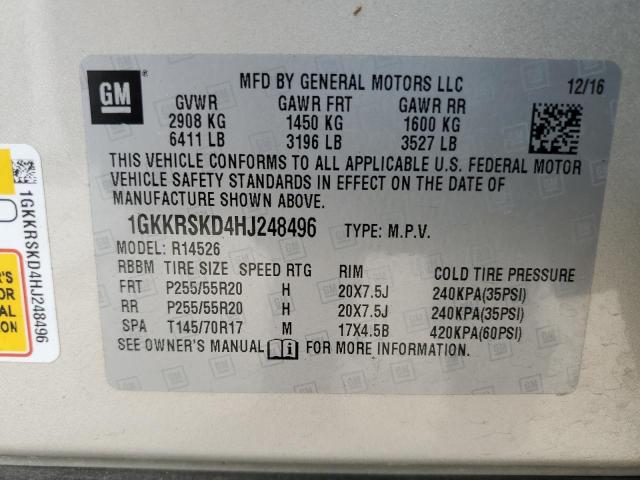 GM
MFD BY GENERAL MOTORS LLC 12/16
GVWR GAWR FRT GAWR RR
2908 KG 1450 KG 1600 KG
6411 LB 3196 LB 3527 LB
THIS VEHICLE CONFORMS TO ALL APPLICABLE U.S. FEDERAL MOTOR
VEHICLE SAFETY STANDARDS IN EFFECT ON THE DATE OF
MANUFACTURE SHOWN ABOVE.
1GKKRSKD4HJ248496 TYPE: M.P.V.
MODEL: R14526
RBBM TIRE SIZE SPEED RTG RIM COLD TIRE PRESSURE
FRT P255/55R20 H 20X7.5J 240KPA(35PSI)
RR P255/55R20 H 20X7.5J 240KPA(35PSI)
SPA T145/70R17 M 17X4.5B 420KPA(60PSI)
SEE OWNER'S MANUAL FOR MORE INFORMATION.
1GKKRSKD4HJ248496